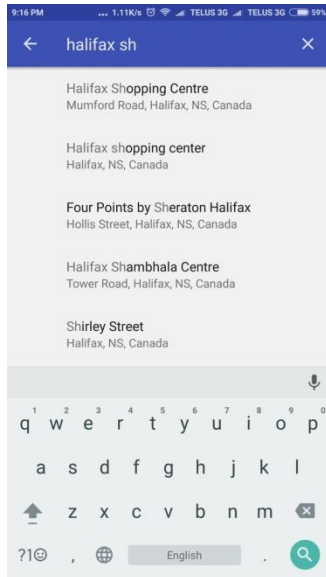 9:16 PM ... 1.11K/s TELUS 3G TELUS 3G 59%
halifax sh
Halifax Shopping Centre
Mumford Road, Halifax, NS, Canada
Halifax shopping center
Halifax, NS, Canada
Four Points by Sheraton Halifax
Hollis Street, Halifax, NS, Canada
Halifax Shambhala Centre
Tower Road, Halifax, NS, Canada
Shirley Street
Halifax, NS, Canada
1 2 3 4 5 6 7 8 9 0
q w e r t y u i o p
a s d f g h j k l
z x c v b n m
?1☺ , English .